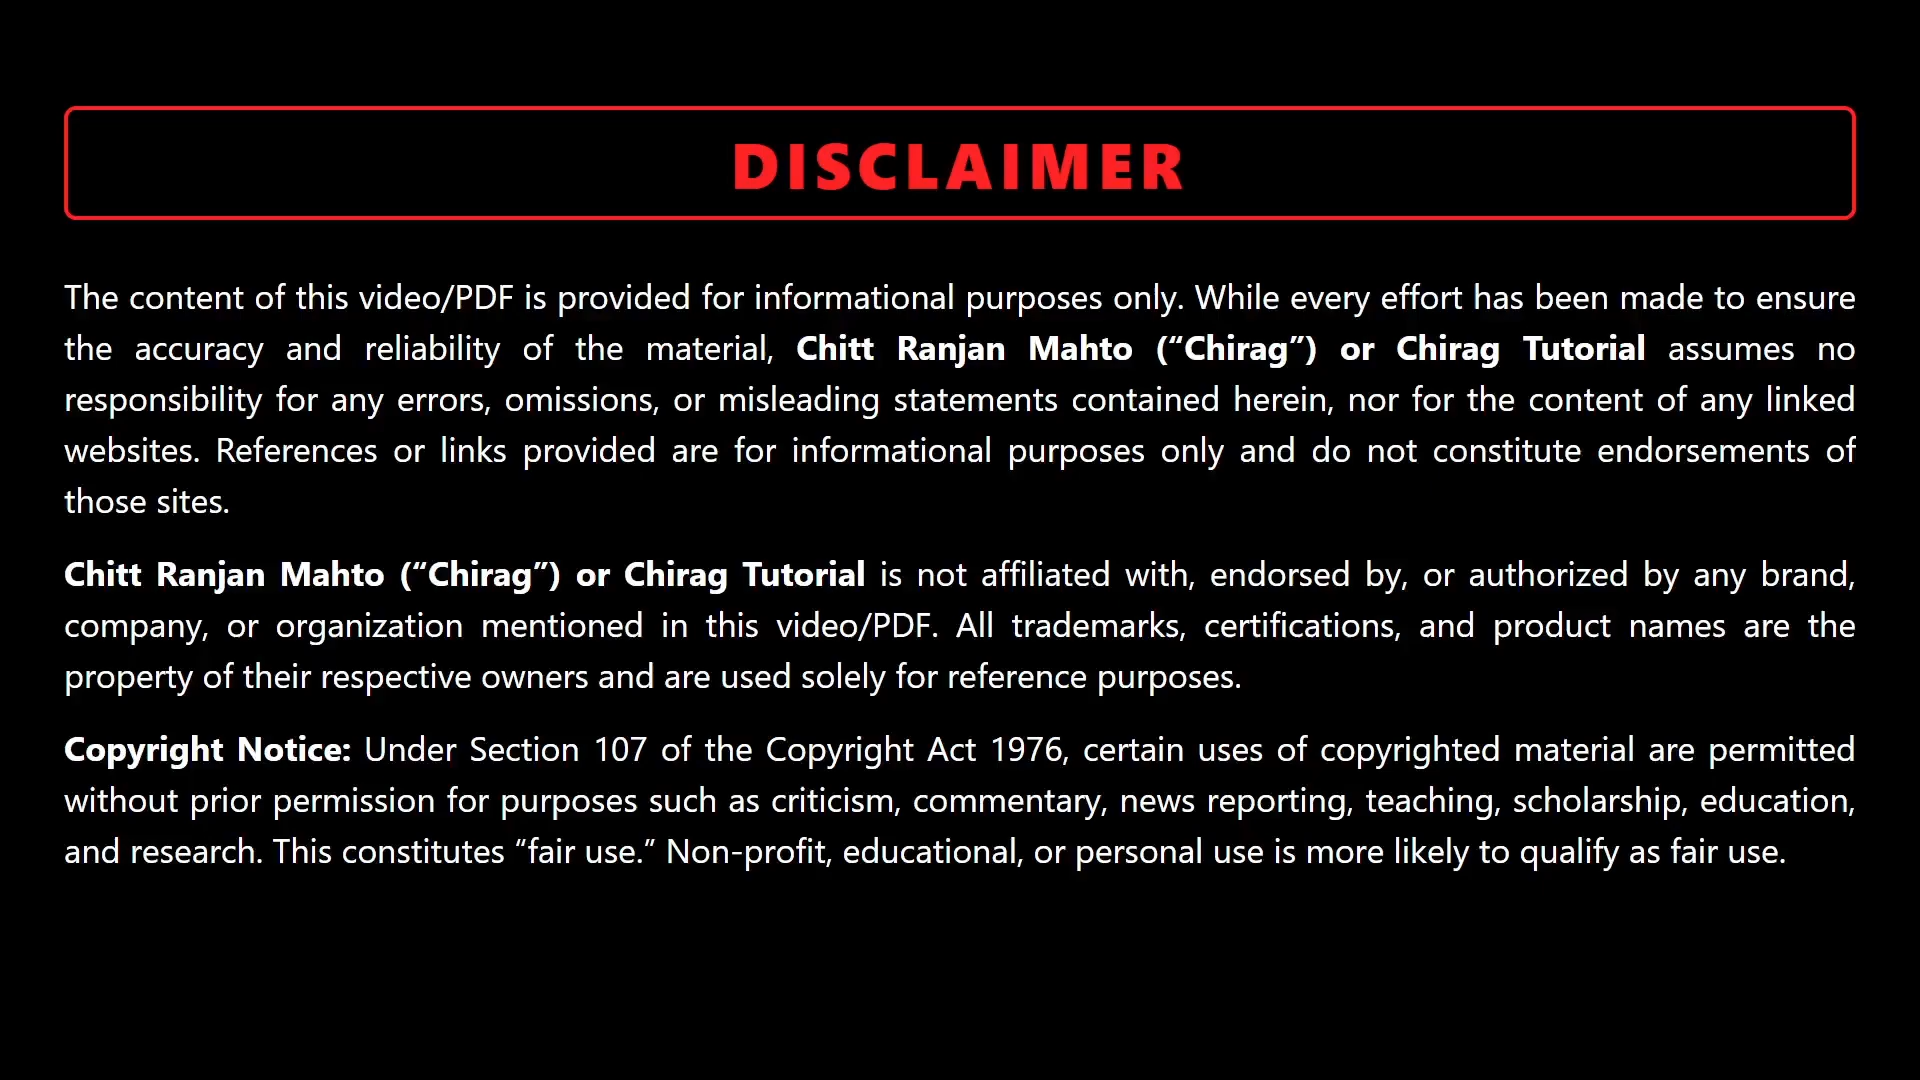 DISCLAIMER
The content of this video/PDF is provided for informational purposes only. While every effort has been made to ensure
the accuracy and reliability of the material, Chitt Ranjan Mahto (“Chirag”) or Chirag Tutorial assumes no
responsibility for any errors, omissions, or misleading statements contained herein, nor for the content of any linked
websites. References or links provided are for informational purposes only and do not constitute endorsements of
those sites.
Chitt Ranjan Mahto (“Chirag”) or Chirag Tutorial is not affiliated with, endorsed by, or authorized by any brand,
company, or organization mentioned in this video/PDF. All trademarks, certifications, and product names are the
property of their respective owners and are used solely for reference purposes.
Copyright Notice: Under Section 107 of the Copyright Act 1976, certain uses of copyrighted material are permitted
without prior permission for purposes such as criticism, commentary, news reporting, teaching, scholarship, education,
and research. This constitutes “fair use.” Non-profit, educational, or personal use is more likely to qualify as fair use.